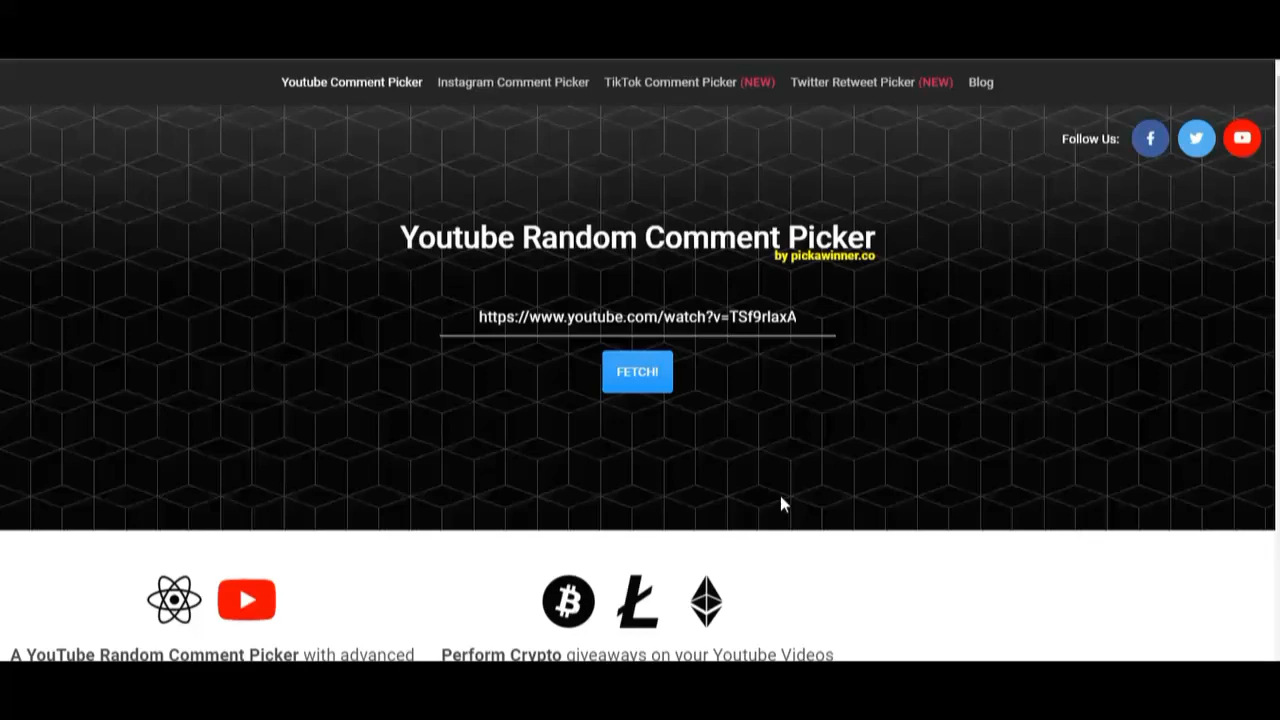 Youtube Comment Picker Instagram Comment Picker TikTok Comment Picker (NEW) Twitter Retweet Picker (NEW) Blog
Follow Us:
Youtube Random Comment Picker
by pickawinner.co
https://www.youtube.com/watch?v=TSf9rIaxA
FETCH!
A YouTube Random Comment Picker with advanced
Perform Crypto giveaways on your Youtube Videos